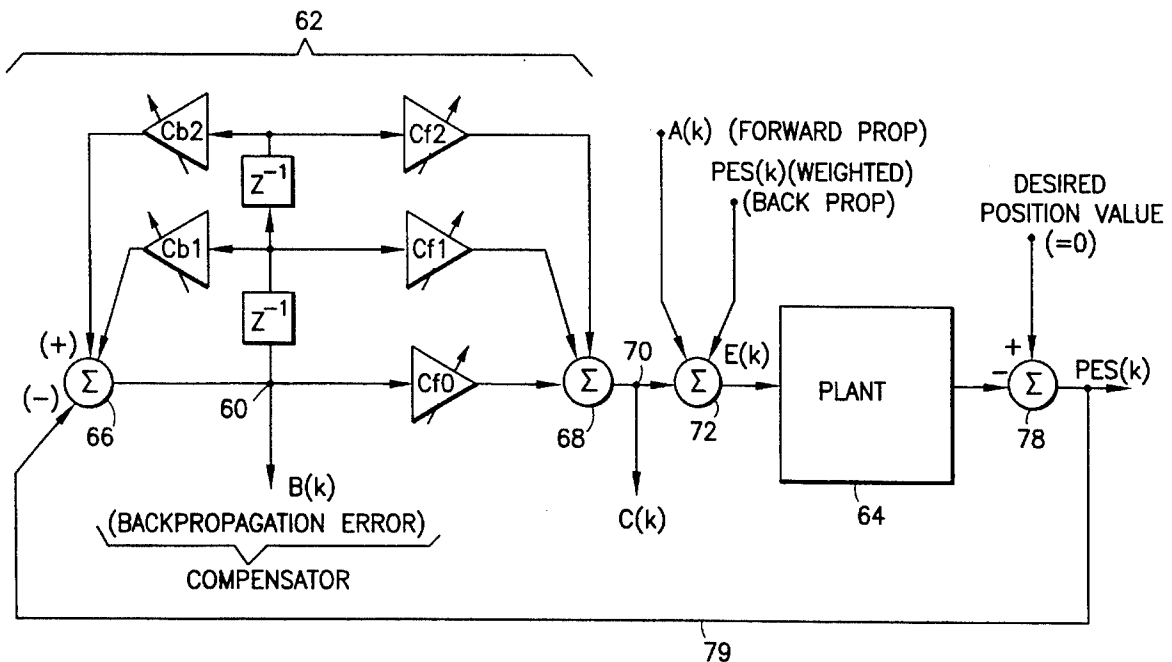 62
Cb2
Cf2
Z⁻¹
Cb1
Cf1
Z⁻¹
(+)
(-)
Σ
66
60
Cf0
Σ
68
70
C(k)
B(k)
(BACKPROPAGATION ERROR)
COMPENSATOR
A(k) (FORWARD PROP)
PES(k)(WEIGHTED)
(BACK PROP)
Σ
72
E(k)
PLANT
64
DESIRED
POSITION VALUE
(=0)
+
-
Σ
78
PES(k)
79